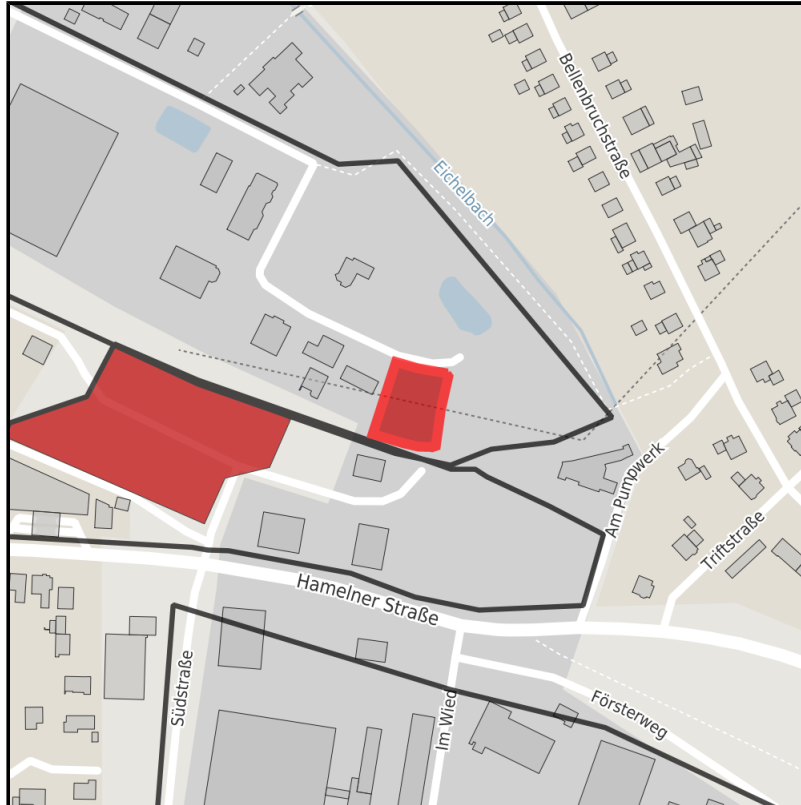 Bellenbruchstraße
Eichelbach
Am Pumpwerk
Triftstraße
Hamelner Straße
Südstraße
Im Wied
Försterweg